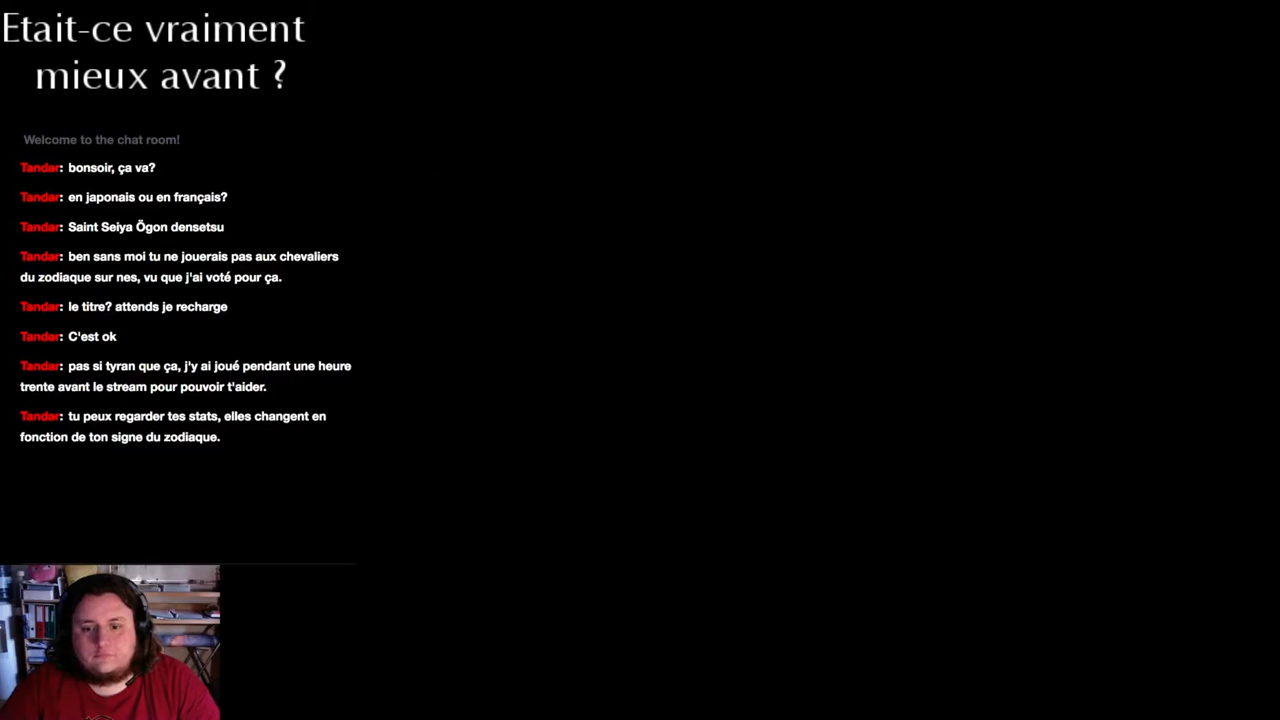 Etait-ce vraiment
mieux avant ?
Welcome to the chat room!
Tandar: bonsoir, ça va?
Tandar: en japonais ou en français?
Tandar: Saint Seiya Õgon densetsu
Tandar: ben sans moi tu ne jouerais pas aux chevaliers
du zodiaque sur nes, vu que j'ai voté pour ça.
Tandar: le titre? attends je recharge
Tandar: C'est ok
Tandar: pas si tyran que ça, j'y ai joué pendant une heure
trente avant le stream pour pouvoir t'aider.
Tandar: tu peux regarder tes stats, elles changent en
fonction de ton signe du zodiaque.